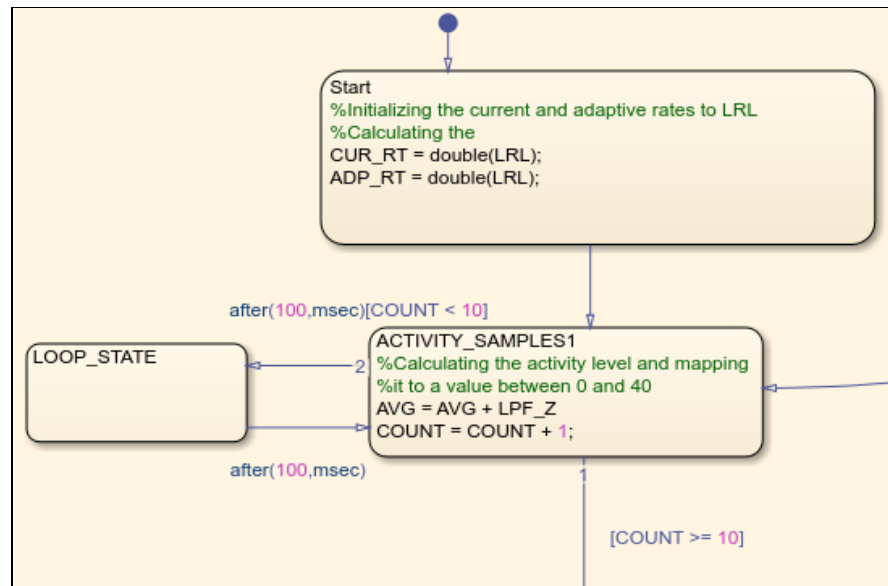 Start
%Initializing the current and adaptive rates to LRL
%Calculating the
CUR_RT = double(LRL);
ADP_RT = double(LRL);
after(100,msec)[COUNT < 10]
LOOP_STATE
2
ACTIVITY_SAMPLES1
%Calculating the activity level and mapping
%it to a value between 0 and 40
AVG = AVG + LPF_Z
COUNT = COUNT + 1;
after(100,msec)
1
[COUNT >= 10]